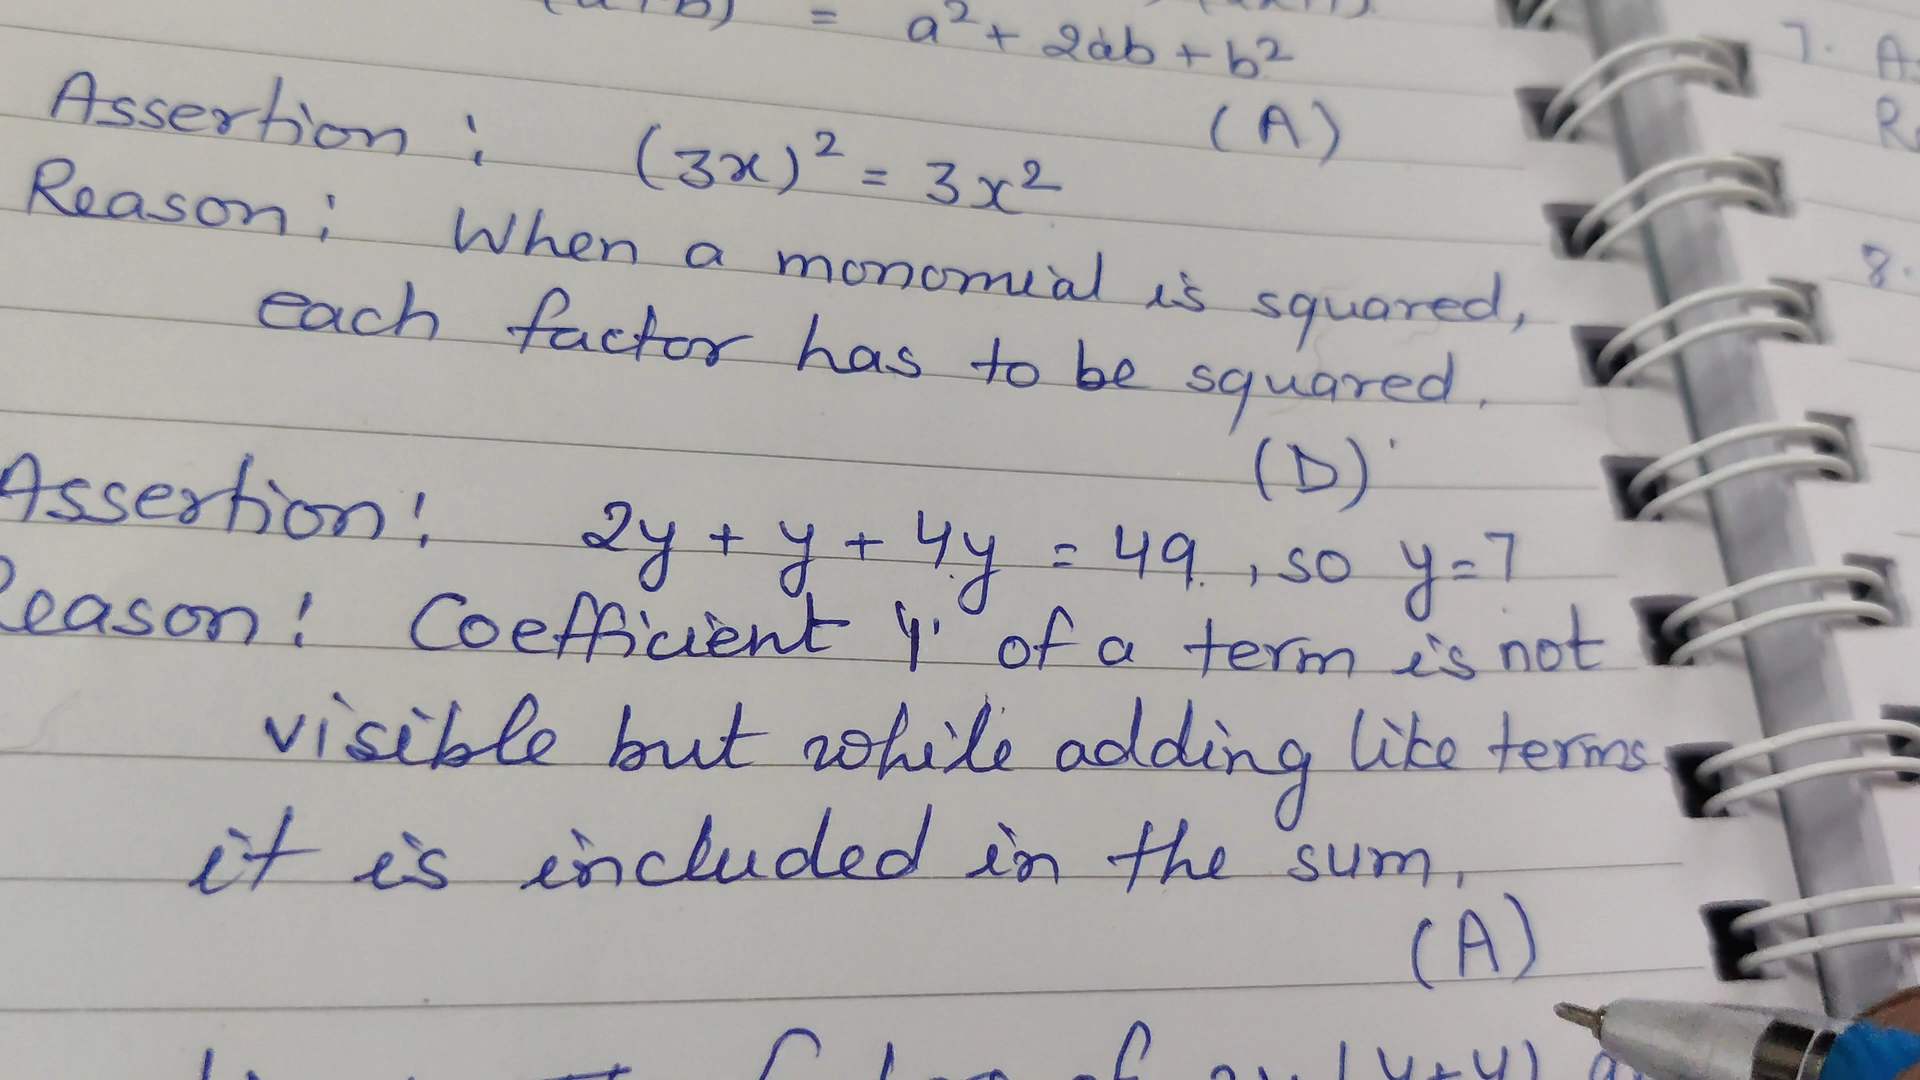 = a² + 2ab + b²
(A)
Assertion : (3x)² = 3x²
Reason : When a monomial is squared,
each factor has to be squared.
(D)
Assertion : 2y + y + 4y = 49, so y=7
Reason : Coefficient '1' of a term is not
visible but while adding like terms
it is included in the sum.
(A)
7.
8.